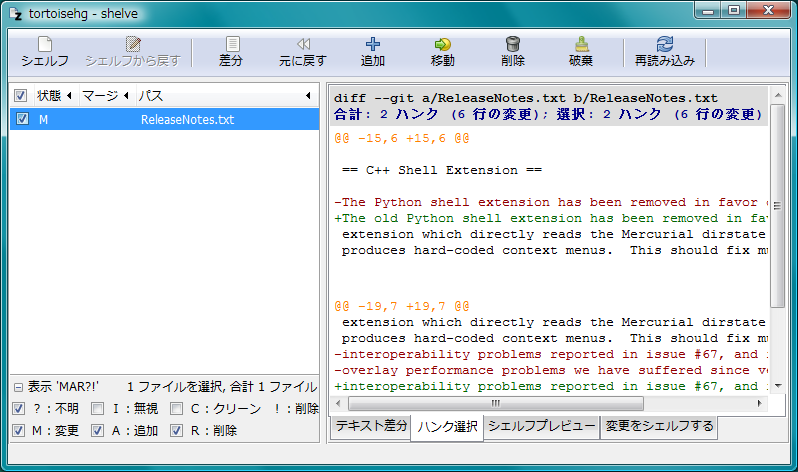 tortoisehg - shelve
シェルフ シェルフから戻す 差分 元に戻す 追加 移動 削除 破棄 再読み込み
状態 マージ パス
M ReleaseNotes.txt
表示 'MAR?!' 1 ファイルを選択, 合計 1 ファイル
? : 不明 I : 無視 C : クリーン ! : 削除
M : 変更 A : 追加 R : 削除
diff --git a/ReleaseNotes.txt b/ReleaseNotes.txt
合計: 2 ハンク (6 行の変更); 選択: 2 ハンク (6 行の変更)
@@ -15,6 +15,6 @@
== C++ Shell Extension ==
-The Python shell extension has been removed in favor
+The old Python shell extension has been removed in
extension which directly reads the Mercurial dirstate
produces hard-coded context menus. This should fix
@@ -19,7 +19,7 @@
extension which directly reads the Mercurial dirstate
produces hard-coded context menus. This should fix
-interoperability problems reported in issue #67, and
-overlay performance problems we have suffered since
+interoperability problems reported in issue #67, and
テキスト差分 ハンク選択 シェルフプレビュー 変更をシェルフする